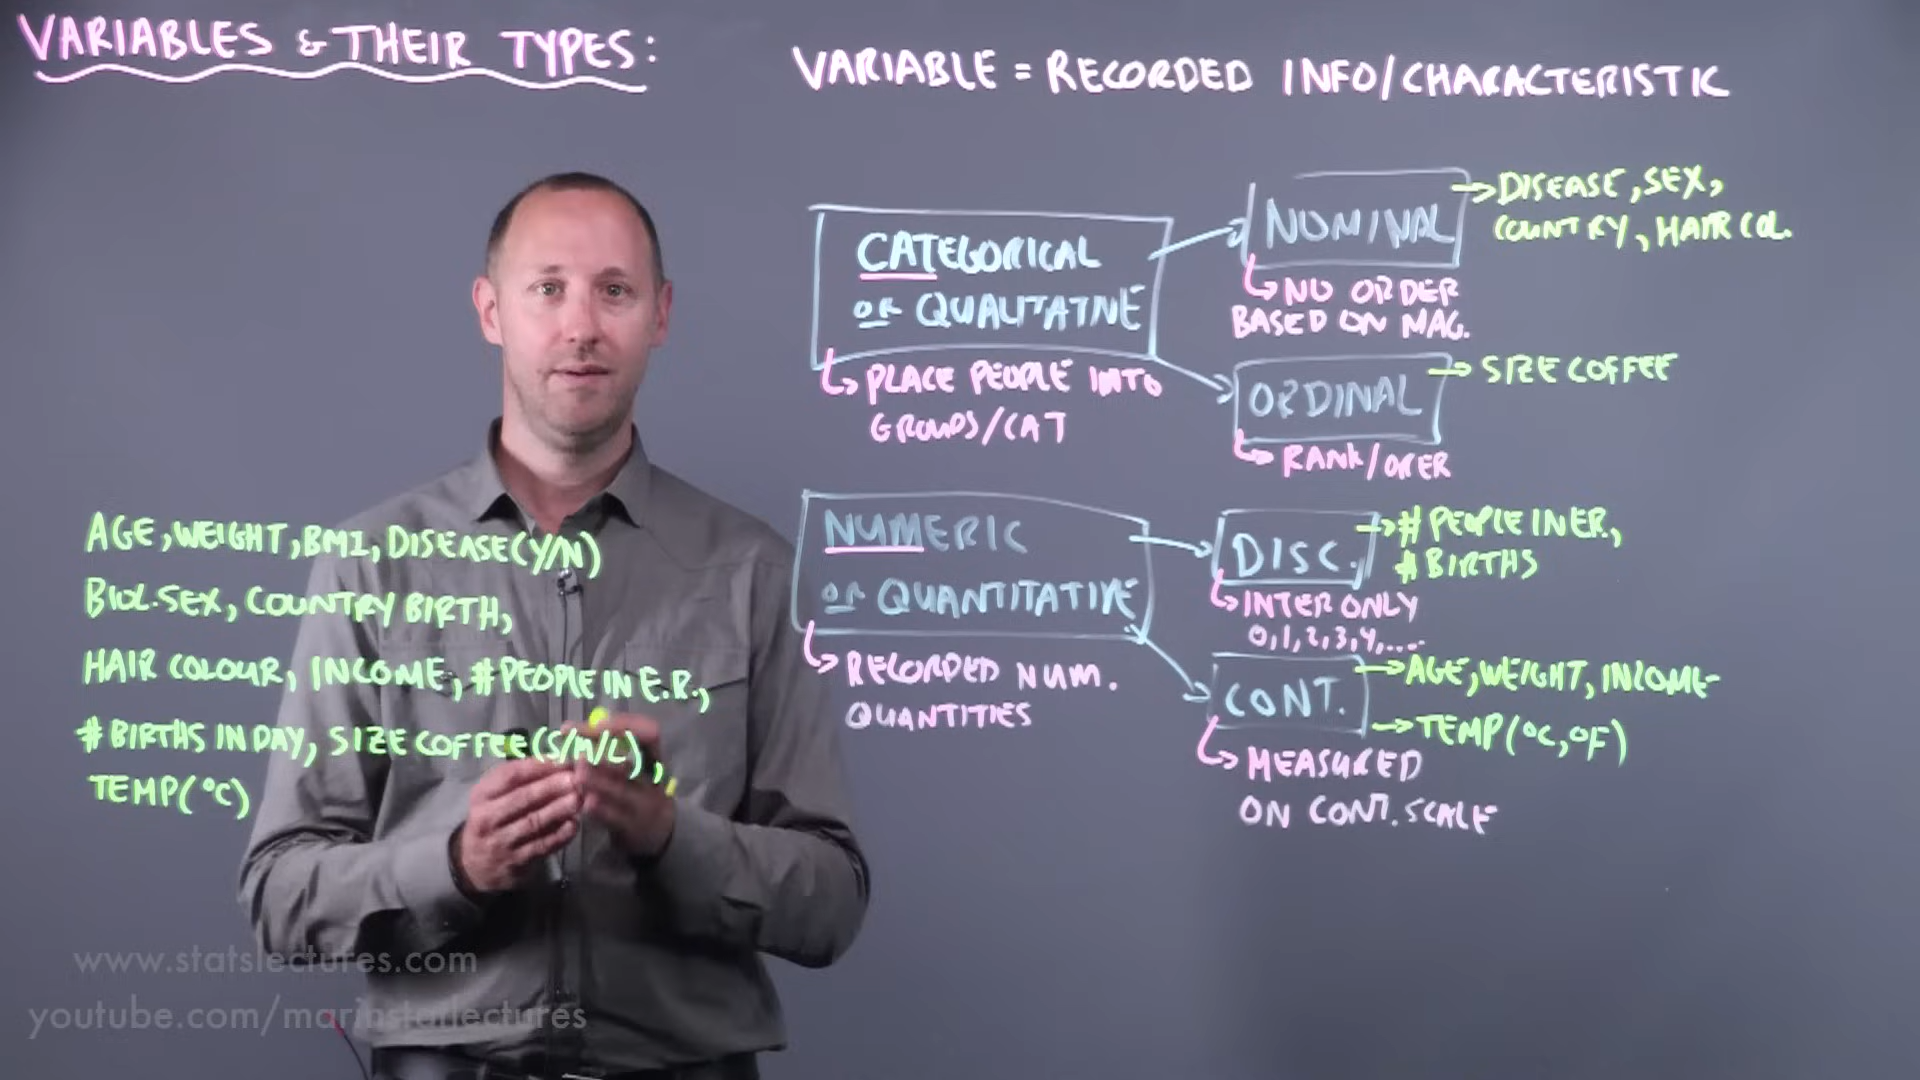 VARIABLES & THEIR TYPES:
VARIABLE = RECORDED INFO/CHARACTERISTIC
CATEGORICAL
OR QUALITATIVE
PLACE PEOPLE INTO
GROUPS/CAT
NOMINAL
DISEASE, SEX,
COUNTRY, HAIR COL.
NO ORDER
BASED ON MAG.
ORDINAL
SIZE COFFEE
RANK/ORER
NUMERIC
OR QUANTITATIVE
RECORDED NUM.
QUANTITIES
DISC.,
# PEOPLE IN ER.,
# BIRTHS
INTER ONLY
0,1,2,3,4,....
CONT.
AGE, WEIGHT, INCOME
TEMP(°C,°F)
MEASURED
ON CONT. SCALE
AGE, WEIGHT, BMI, DISEASE(Y/N)
BIOL.SEX, COUNTRY BIRTH,
HAIR COLOUR, INCOME, #PEOPLE IN E.R.,
# BIRTHS IN DAY, SIZE COFFEE(S/M/L),
TEMP(°C)
www.statslectures.com
youtube.com/marinstatlectures